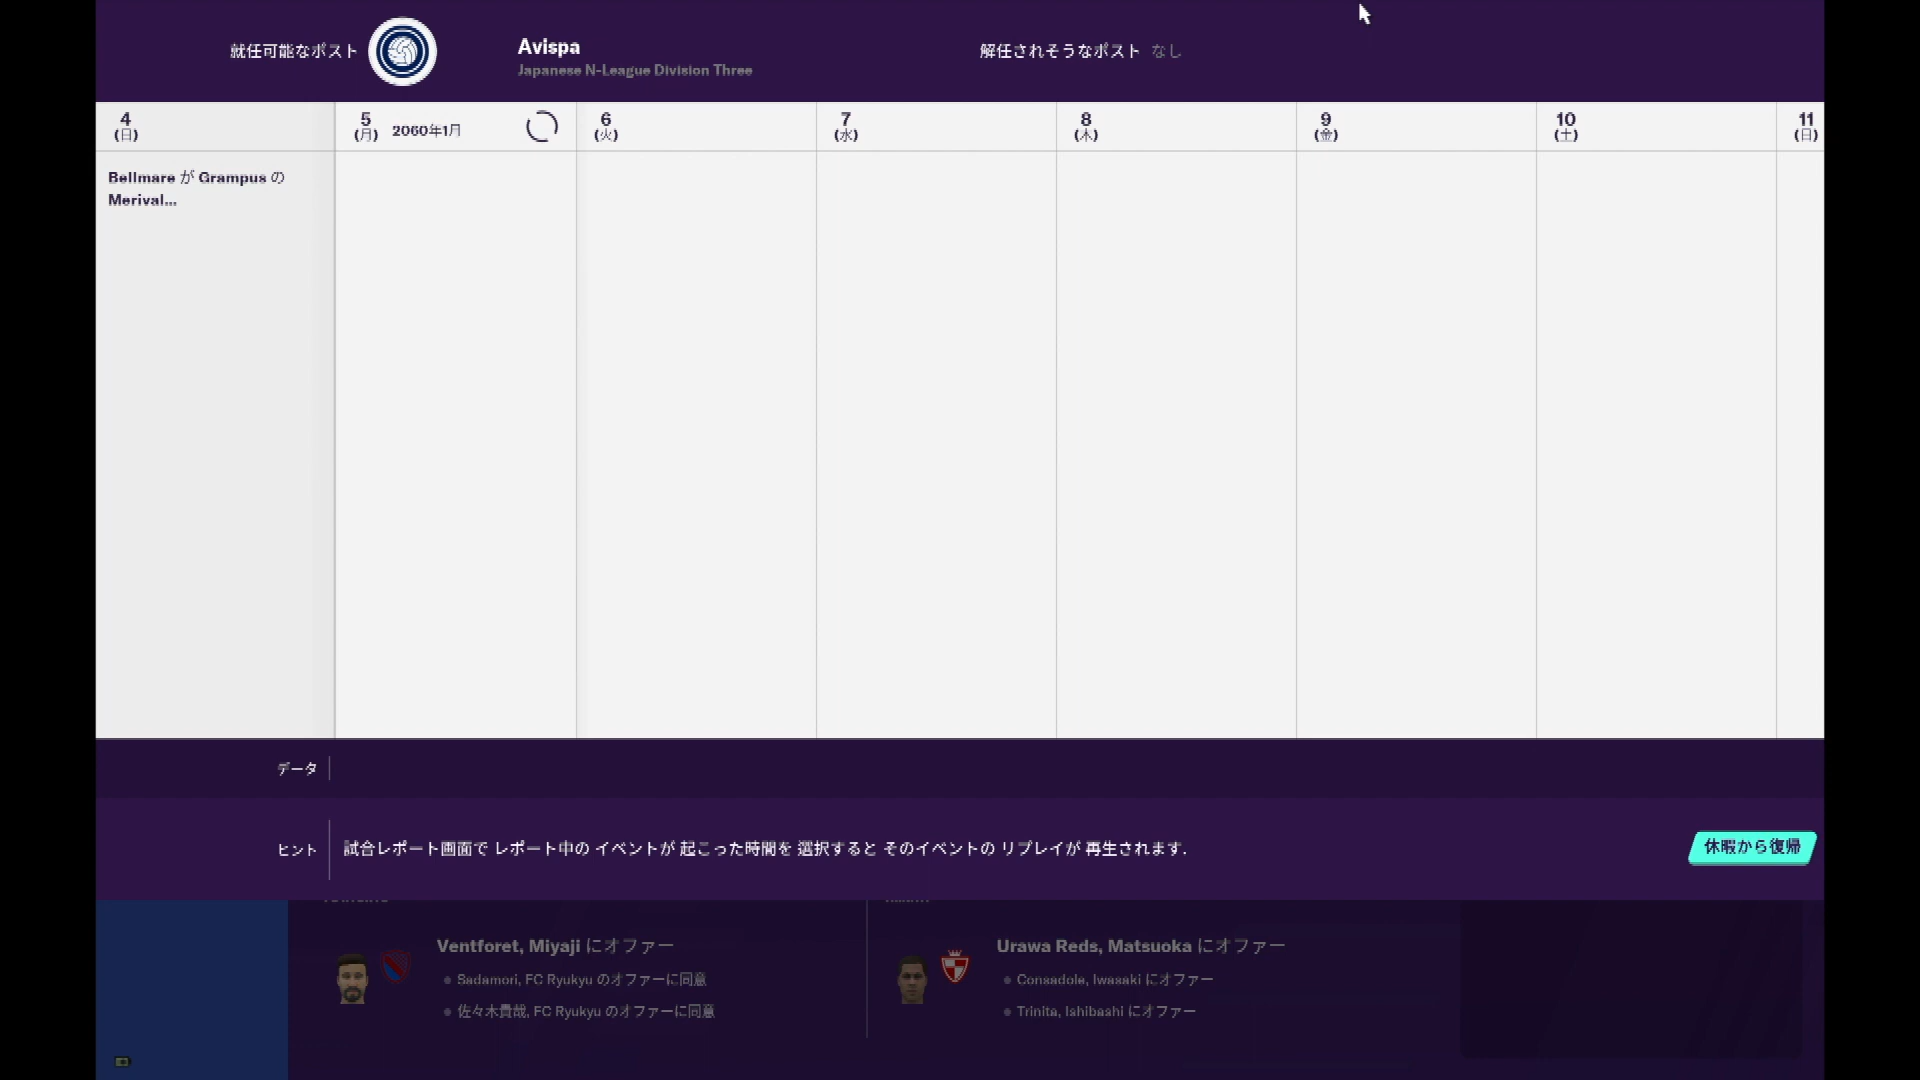 就任可能なポスト
Avispa
Japanese N-League Division Three
解任されそうなポスト なし
4
(日)
5
(月) 2060年1月
6
(火)
7
(水)
8
(木)
9
(金)
10
(土)
11
(日)
Bellmare が Grampus の
Merival...
データ
ヒント
試合レポート画面で レポート中の イベントが 起こった時間を 選択すると そのイベントの リプレイが 再生されます.
休暇から復帰
Ventforet, Miyaji にオファー
Sadamori, FC Ryukyu のオファーに同意
佐々木貴哉, FC Ryukyu のオファーに同意
Urawa Reds, Matsuoka にオファー
Consadole, Iwasaki にオファー
Trinita, Ishibashi にオファー